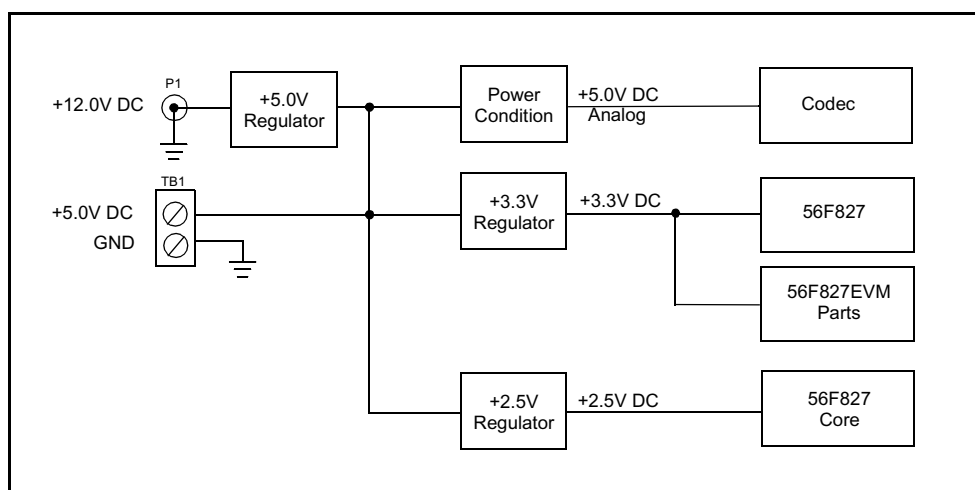 P1
+12.0V DC
+5.0V
Regulator
Power
Condition
+5.0V DC
Analog
Codec
TB1
+5.0V DC
GND
+3.3V
Regulator
+3.3V DC
56F827
56F827EVM
Parts
+2.5V
Regulator
+2.5V DC
56F827
Core